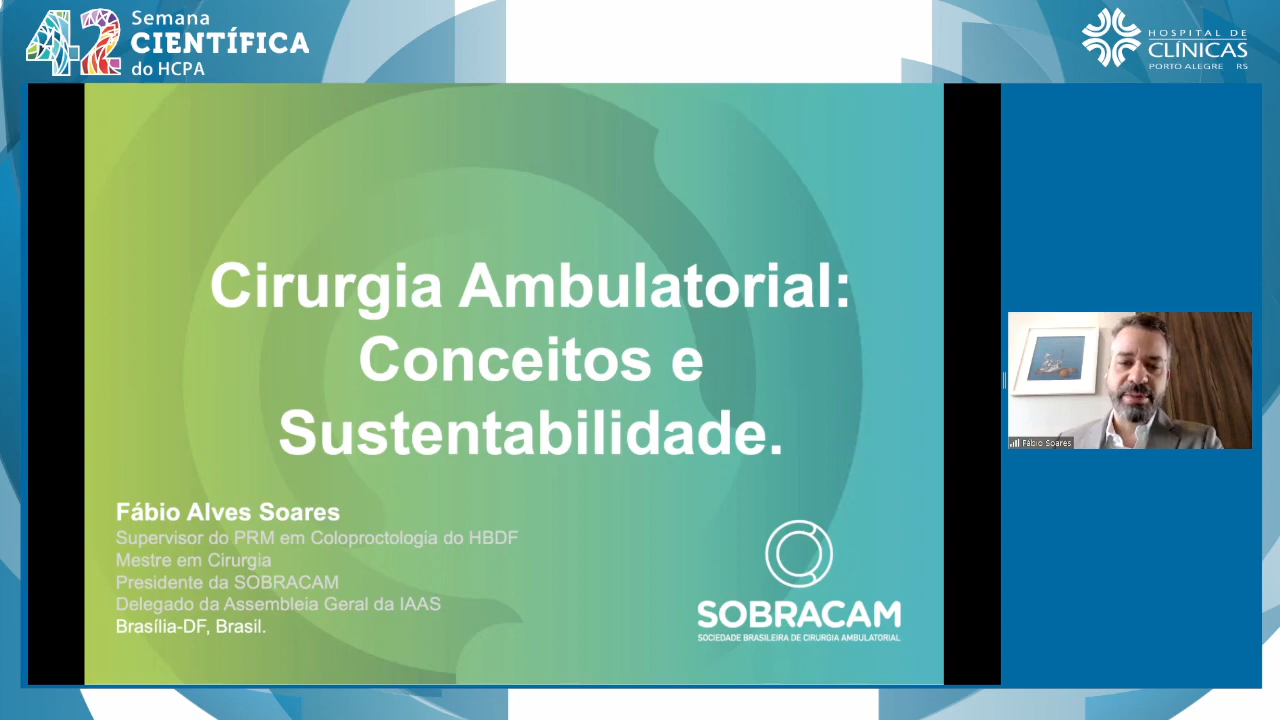 42
Semana
CIENTÍFICA
do HCPA
HOSPITAL DE
CLÍNICAS
PORTO ALEGRE RS
Cirurgia Ambulatorial:
Conceitos e
Sustentabilidade.
Fábio Alves Soares
Supervisor do PRM em Coloproctologia do HBDF
Mestre em Cirurgia
Presidente da SOBRACAM
Delegado da Assembleia Geral da IAAS
Brasília-DF, Brasil.
SOBRACAM
SOCIEDADE BRASILEIRA DE CIRURGIA AMBULATORIAL
Fábio Soares